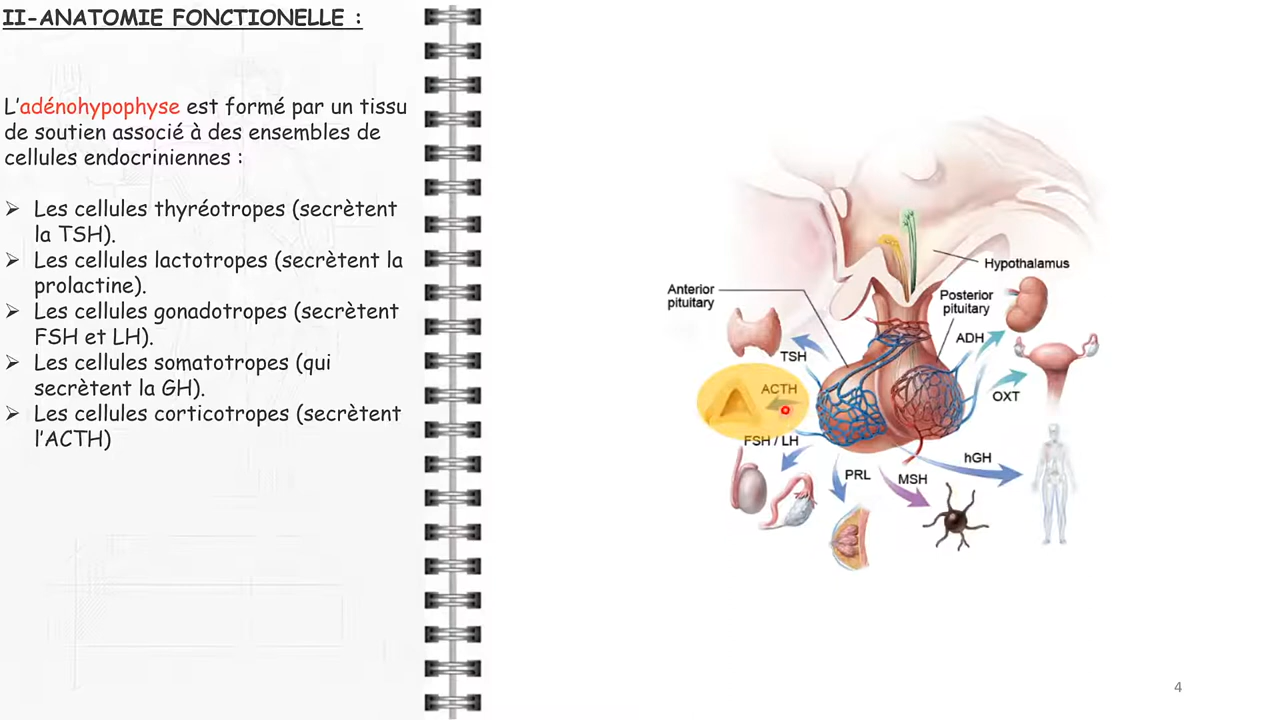 II-ANATOMIE FONCTIONELLE :
L'adénohypophyse est formé par un tissu
de soutien associé à des ensembles de
cellules endocriniennes :
➢ Les cellules thyréotropes (secrètent
la TSH).
➢ Les cellules lactotropes (secrètent la
prolactine).
➢ Les cellules gonadotropes (secrètent
FSH et LH).
➢ Les cellules somatotropes (qui
secrètent la GH).
➢ Les cellules corticotropes (secrètent
l'ACTH)
Hypothalamus
Anterior
pituitary
Posterior
pituitary
TSH
ADH
ACTH
OXT
FSH / LH
hGH
PRL
MSH
4